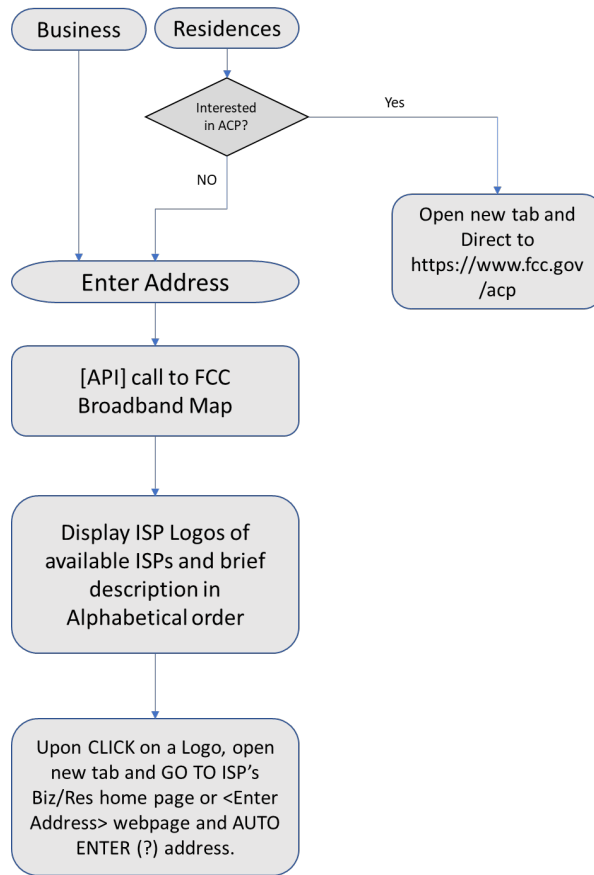 Business
Residences
Interested
in ACP?
Yes
NO
Open new tab and
Direct to
https://www.fcc.gov
/acp
Enter Address
[API] call to FCC
Broadband Map
Display ISP Logos of
available ISPs and brief
description in
Alphabetical order
Upon CLICK on a Logo, open
new tab and GO TO ISP’s
Biz/Res home page or <Enter
Address> webpage and AUTO
ENTER (?) address.